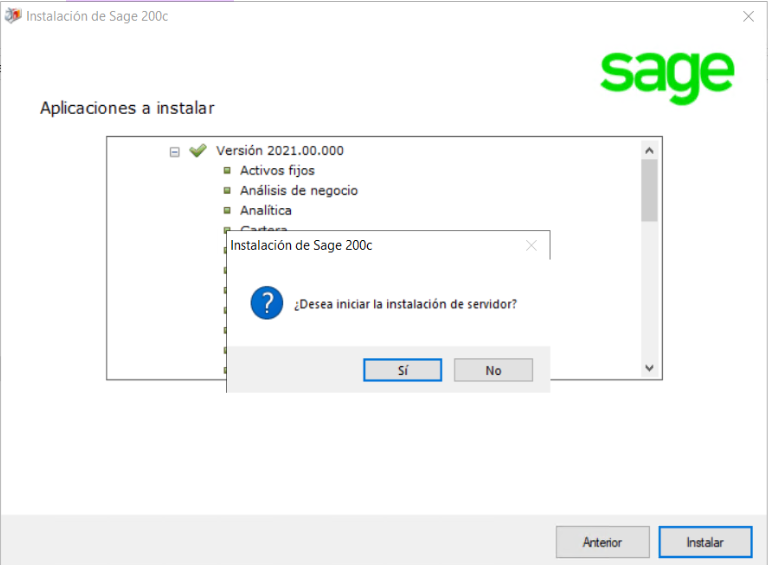 Instalación de Sage 200c
sage
Aplicaciones a instalar
Versión 2021.00.000
Activos fijos
Análisis de negocio
Analítica
Cartera
Instalación de Sage 200c
?
¿Desea iniciar la instalación de servidor?
Sí
No
Anterior
Instalar